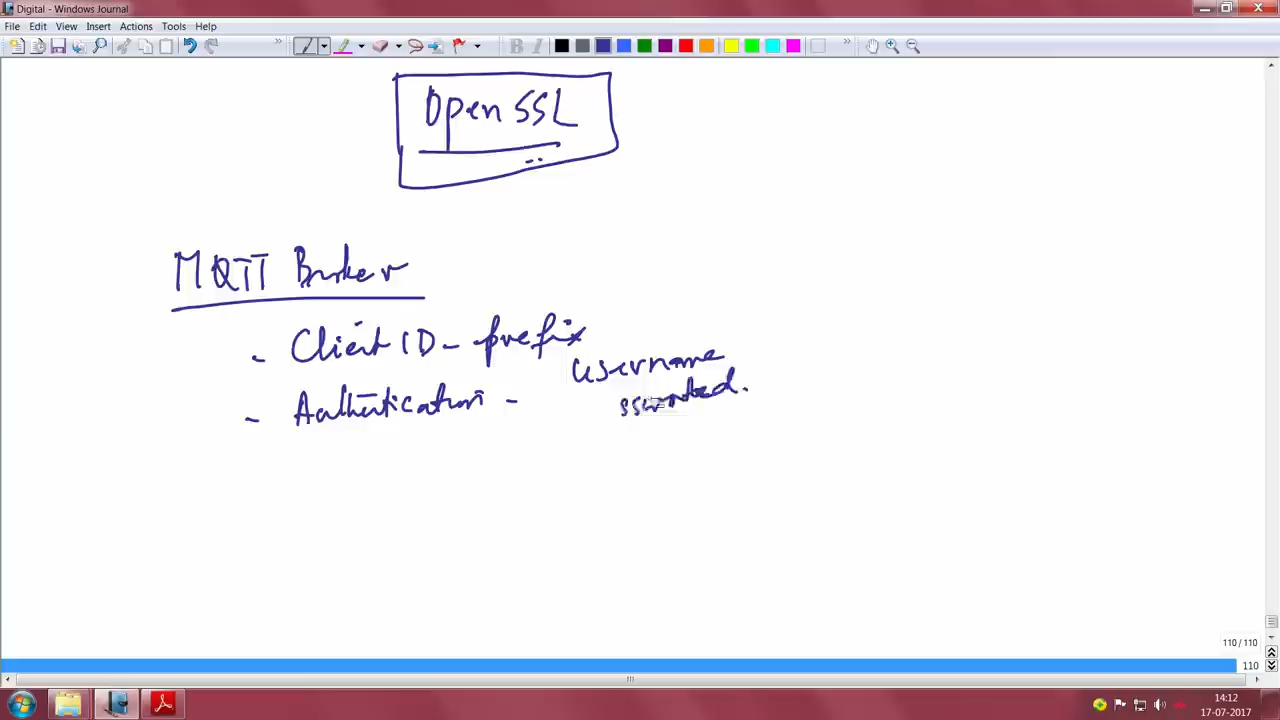 Digital - Windows Journal
File Edit View Insert Actions Tools Help
Open SSL
MQTT Broker
- Client ID - prefix
username
- Authentication -
110 / 110
110
14:12
17-07-2017